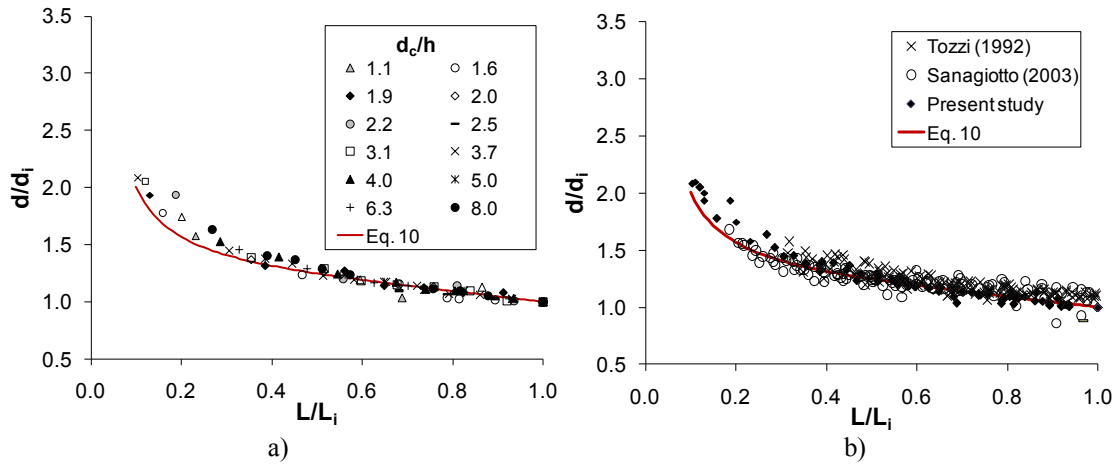 3.5
3.0
2.5
2.0
1.5
1.0
0.5
d/di
0.0 0.2 0.4 0.6 0.8 1.0
L/Li
dc/h
1.1 1.6
1.9 2.0
2.2 2.5
3.1 3.7
4.0 5.0
6.3 8.0
Eq. 10
a)
3.5
3.0
2.5
2.0
1.5
1.0
0.5
d/di
0.0 0.2 0.4 0.6 0.8 1.0
L/Li
Tozzi (1992)
Sanagiotto (2003)
Present study
Eq. 10
b)